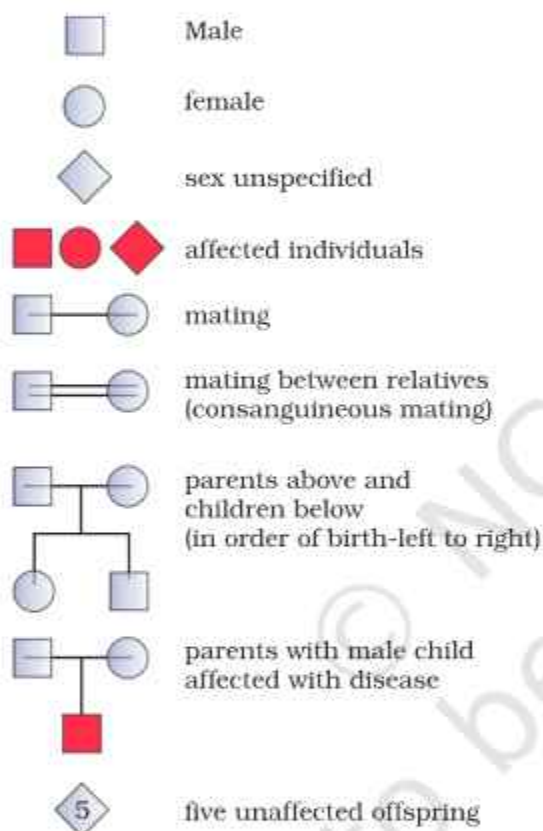 Male
female
sex unspecified
affected individuals
mating
mating between relatives
(consanguineous mating)
parents above and
children below
(in order of birth-left to right)
parents with male child
affected with disease
5
five unaffected offspring